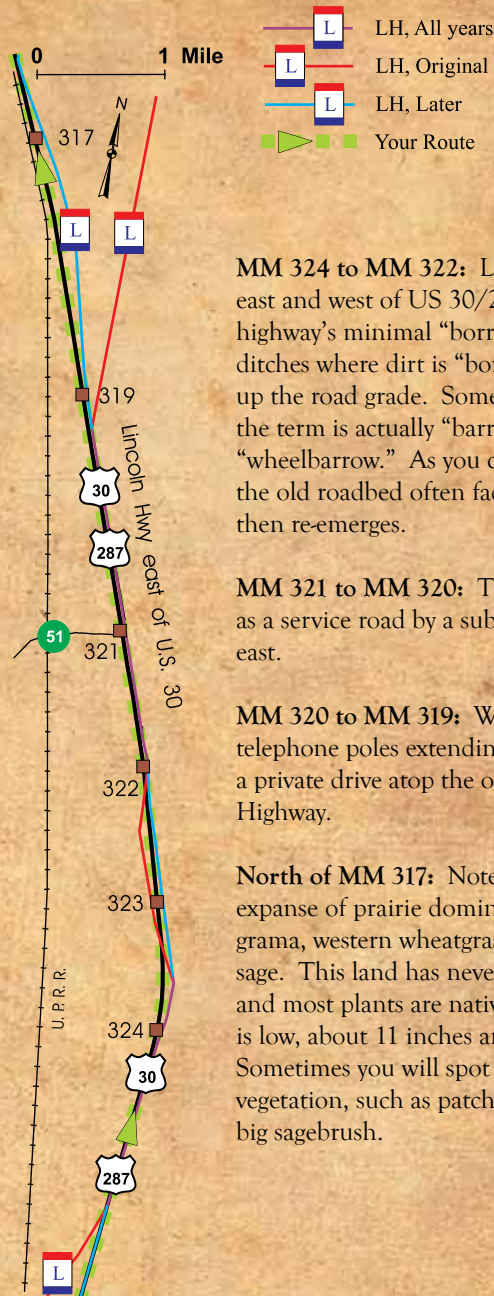 0 1 Mile
L LH, All years
L LH, Original
L LH, Later
Your Route
N
317
L L
319
Lincoln Hwy east of U.S. 30
30
287
51
321
322
323
324
U.P.R.R.
30
287
L
MM 324 to MM 322: L
east and west of US 30/2
highway's minimal “borr
ditches where dirt is “bor
up the road grade. Some
the term is actually “barr
“wheelbarrow.” As you d
the old roadbed often fad
then re-emerges.
MM 321 to MM 320: T
as a service road by a sub
east.
MM 320 to MM 319: W
telephone poles extending
a private drive atop the o
Highway.
North of MM 317: Note
expanse of prairie domin
grama, western wheatgras
sage. This land has never
and most plants are nativ
is low, about 11 inches an
Sometimes you will spot
vegetation, such as patch
big sagebrush.